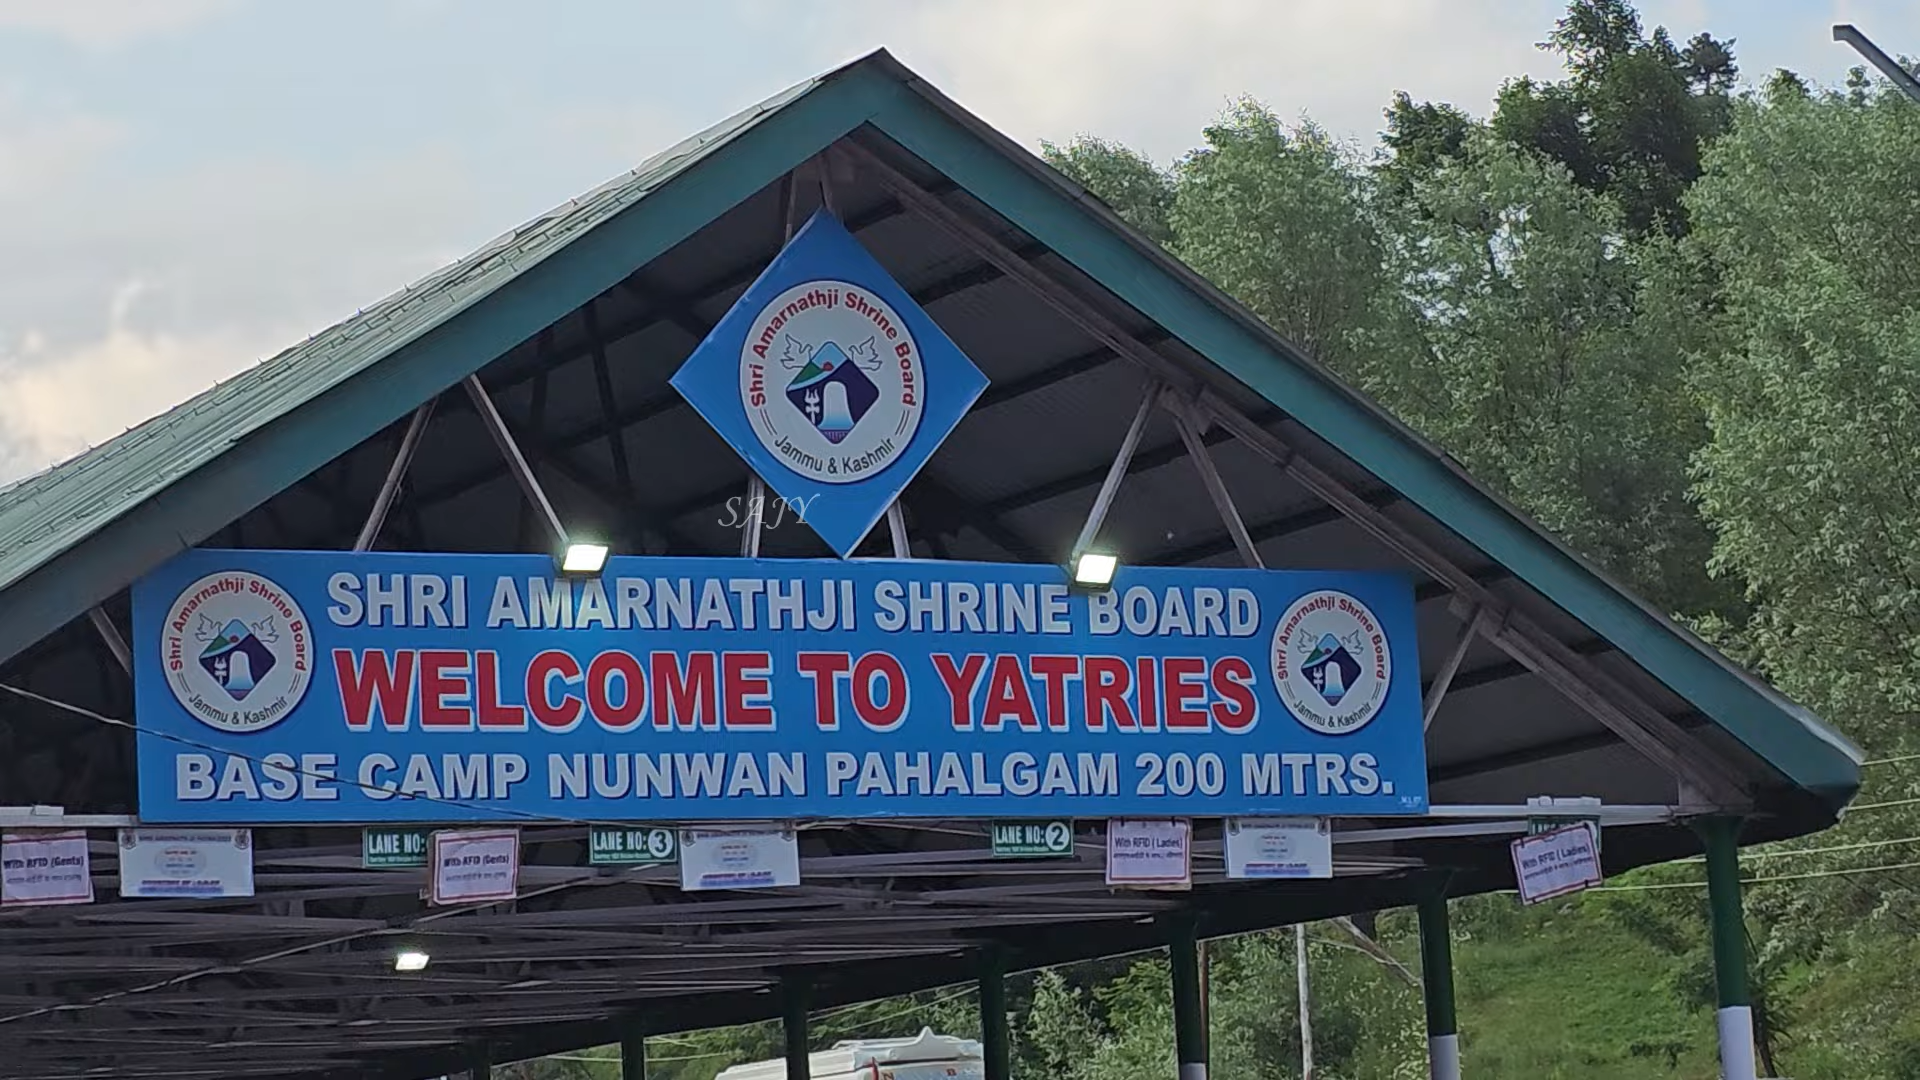 Shri Amarnathji Shrine Board
Jammu & Kashmir
SAJY
SHRI AMARNATHJI SHRINE BOARD
WELCOME TO YATRIES
BASE CAMP NUNWAN PAHALGAM 200 MTRS.
Shri Amarnathji Shrine Board
Jammu & Kashmir
Shri Amarnathji Shrine Board
Jammu & Kashmir
With RFID (Gents)
LANE NO:
With RFID (Gents)
LANE NO: 3
LANE NO: 2
With RFID ( Ladies)
With RFID ( Ladies)